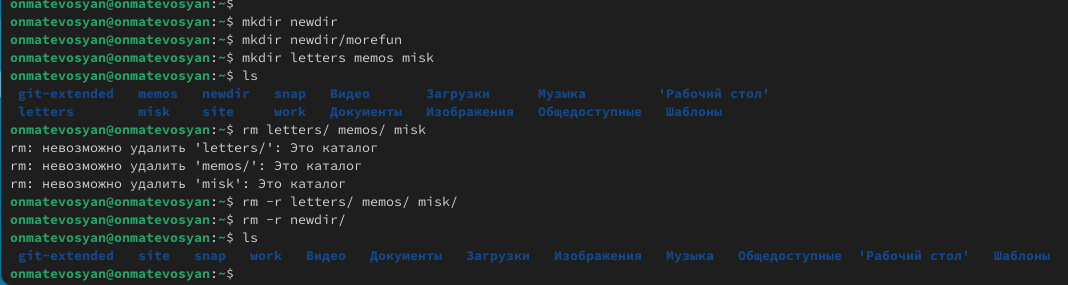 onmatevosyan@onmatevosyan:~$
onmatevosyan@onmatevosyan:~$ mkdir newdir
onmatevosyan@onmatevosyan:~$ mkdir newdir/morefun
onmatevosyan@onmatevosyan:~$ mkdir letters memos misk
onmatevosyan@onmatevosyan:~$ ls
git-extended memos newdir snap Видео Загрузки Музыка 'Рабочий стол'
letters misk site work Документы Изображения Общедоступные Шаблоны
onmatevosyan@onmatevosyan:~$ rm letters/ memos/ misk
rm: невозможно удалить 'letters/': Это каталог
rm: невозможно удалить 'memos/': Это каталог
rm: невозможно удалить 'misk': Это каталог
onmatevosyan@onmatevosyan:~$ rm -r letters/ memos/ misk/
onmatevosyan@onmatevosyan:~$ rm -r newdir/
onmatevosyan@onmatevosyan:~$ ls
git-extended site snap work Видео Документы Загрузки Изображения Музыка Общедоступные 'Рабочий стол' Шаблоны
onmatevosyan@onmatevosyan:~$